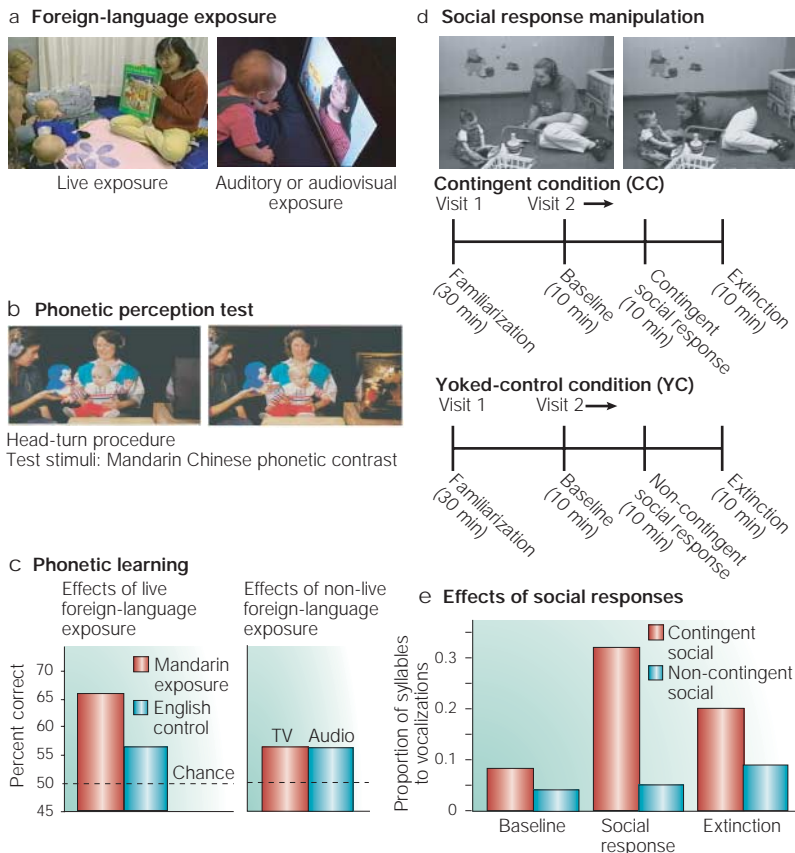 a Foreign-language exposure
Live exposure
Auditory or audiovisual
exposure
b Phonetic perception test
Head-turn procedure
Test stimuli: Mandarin Chinese phonetic contrast
c Phonetic learning
Effects of live
foreign-language
exposure
Effects of non-live
foreign-language
exposure
Percent correct
70
65
60
55
50
45
Mandarin
exposure
English
control
Chance
TV Audio
d Social response manipulation
Contingent condition (CC)
Visit 1 Visit 2 →
Familiarization
(30 min)
Baseline
(10 min)
Contingent
social response
(10 min)
Extinction
(10 min)
Yoked-control condition (YC)
Visit 1 Visit 2 →
Familiarization
(30 min)
Baseline
(10 min)
Non-contingent
social response
(10 min)
Extinction
(10 min)
e Effects of social responses
Proportion of syllables
to vocalizations
0.3
0.2
0.1
0
Contingent
social
Non-contingent
social
Baseline
Social
response
Extinction